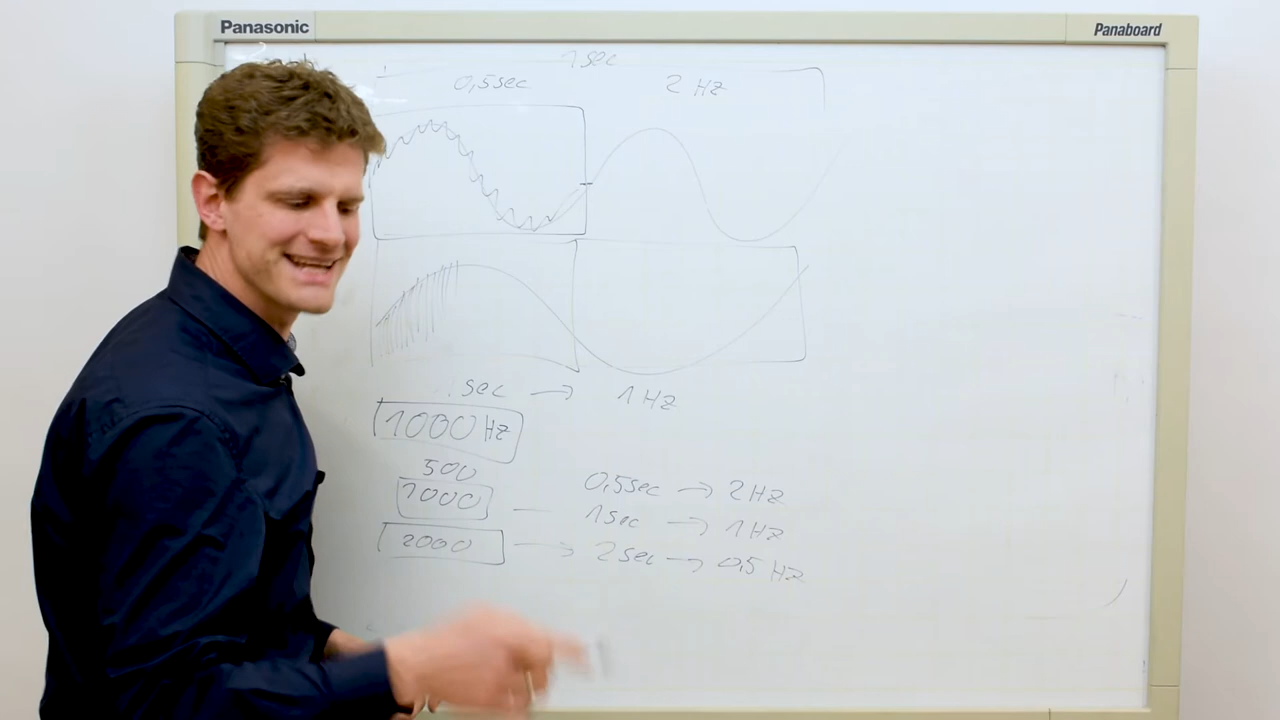 Panasonic
Panaboard
1sec
0,5sec 2 Hz
sec → 1 Hz
1000 Hz
500
1000
2000
0,5sec → 2 Hz
1sec → 1 Hz
2sec → 0,5 Hz